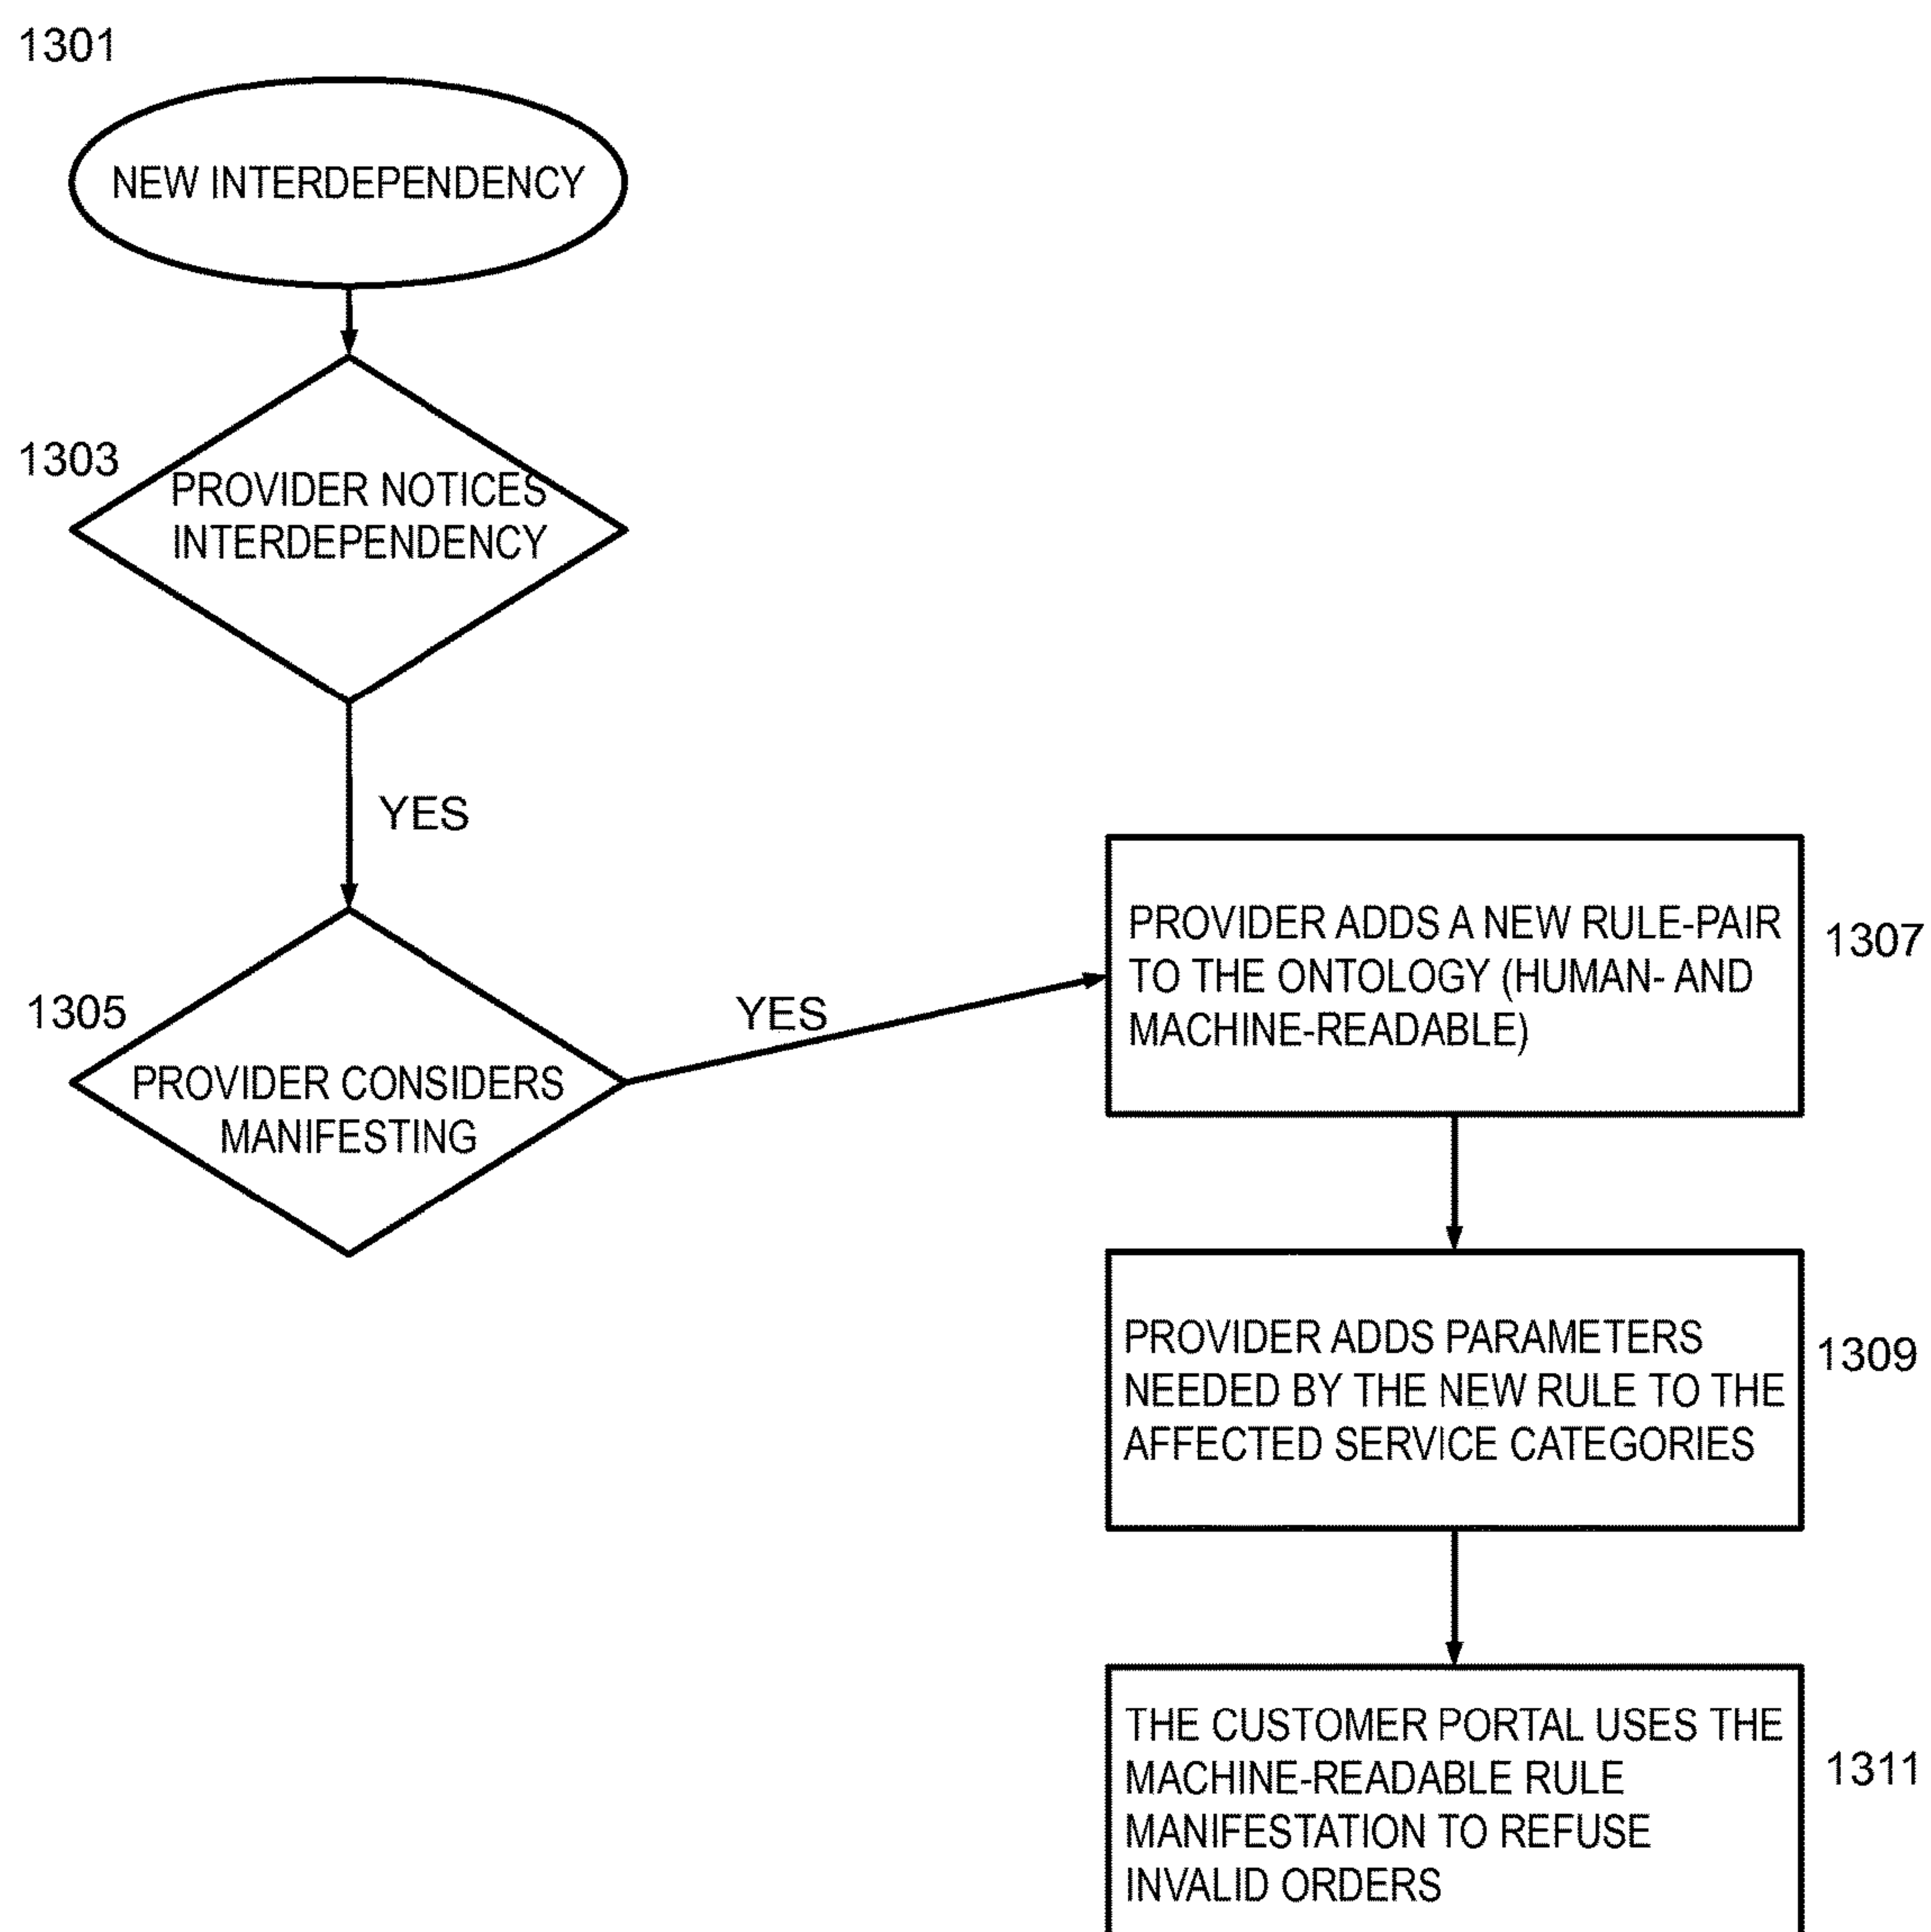 1301
NEW INTERDEPENDENCY
1303
PROVIDER NOTICES
INTERDEPENDENCY
YES
1305
PROVIDER CONSIDERS
MANIFESTING
YES
PROVIDER ADDS A NEW RULE-PAIR
TO THE ONTOLOGY (HUMAN- AND
MACHINE-READABLE)
1307
PROVIDER ADDS PARAMETERS
NEEDED BY THE NEW RULE TO THE
AFFECTED SERVICE CATEGORIES
1309
THE CUSTOMER PORTAL USES THE
MACHINE-READABLE RULE
MANIFESTATION TO REFUSE
INVALID ORDERS
1311